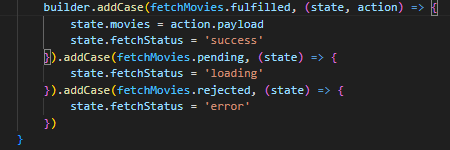 builder.addCase(fetchMovies.fulfilled, (state, action) => {
state.movies = action.payload
state.fetchStatus = 'success'
}).addCase(fetchMovies.pending, (state) => {
state.fetchStatus = 'loading'
}).addCase(fetchMovies.rejected, (state) => {
state.fetchStatus = 'error'
})
}